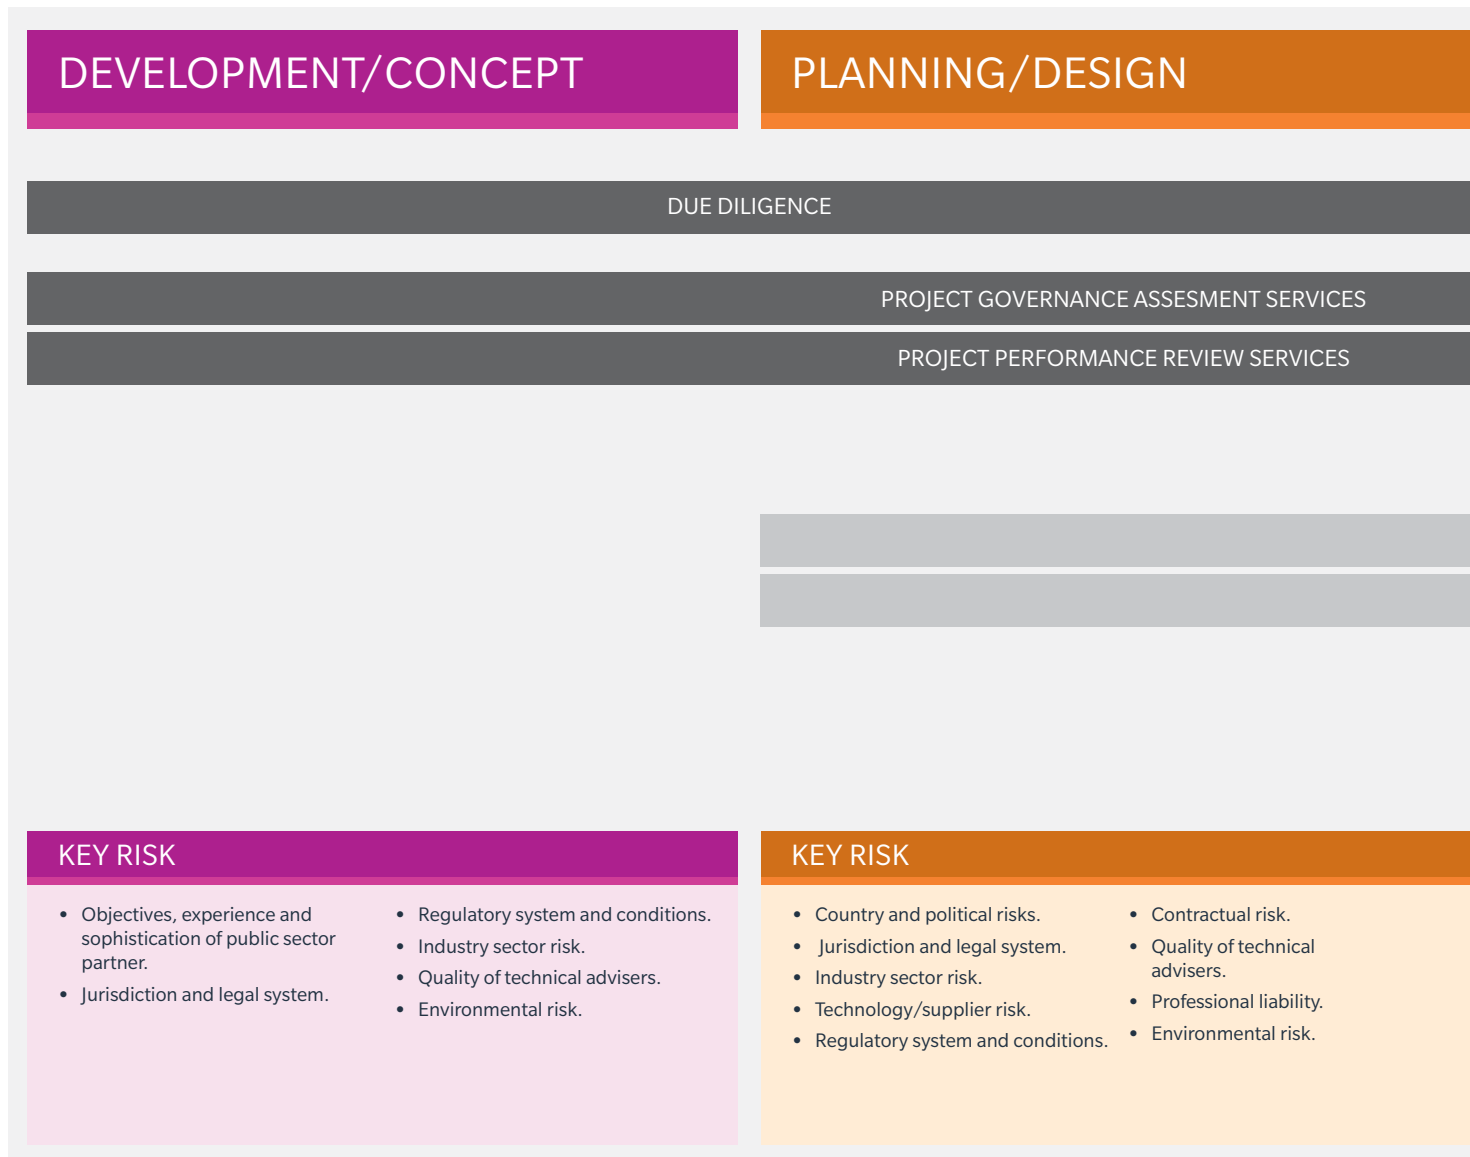 DEVELOPMENT/CONCEPT
PLANNING/DESIGN
DUE DILIGENCE
PROJECT GOVERNANCE ASSESMENT SERVICES
PROJECT PERFORMANCE REVIEW SERVICES
KEY RISK
• Objectives, experience and
sophistication of public sector
partner.
• Jurisdiction and legal system.
• Regulatory system and conditions.
• Industry sector risk.
• Quality of technical advisers.
• Environmental risk.
KEY RISK
• Country and political risks.
• Jurisdiction and legal system.
• Industry sector risk.
• Technology/supplier risk.
• Regulatory system and conditions.
• Contractual risk.
• Quality of technical
advisers.
• Professional liability.
• Environmental risk.